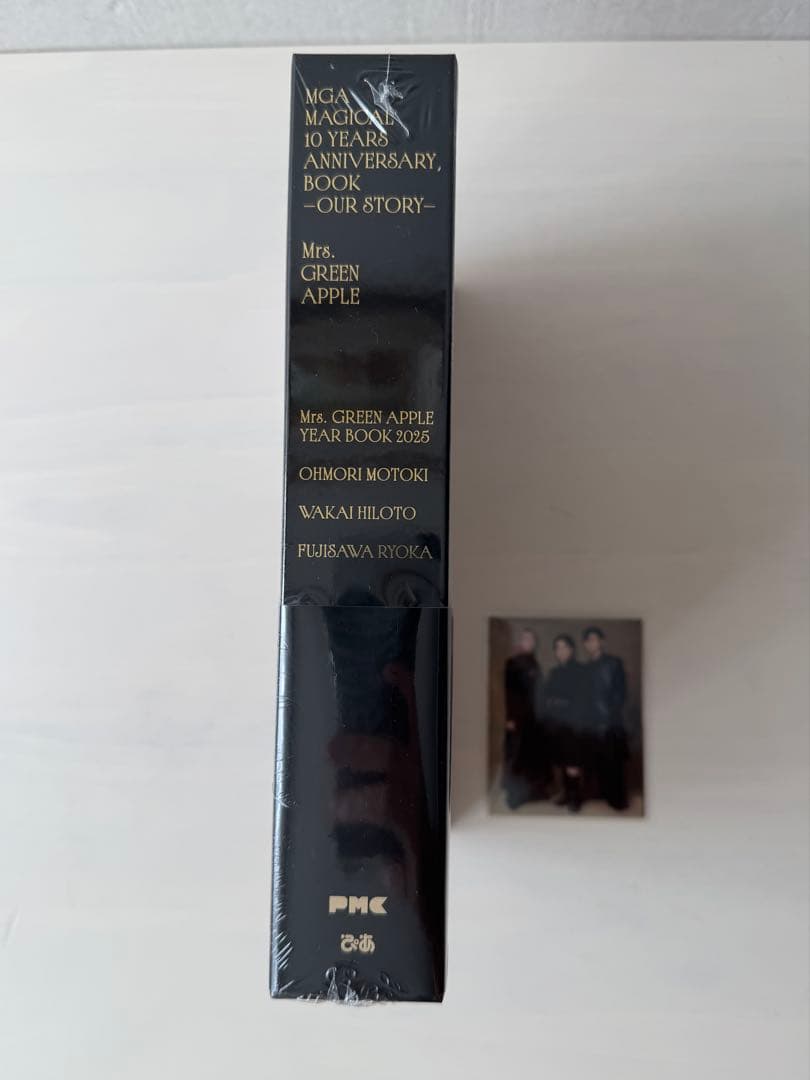 MGA
MAGICAL
10 YEARS
ANNIVERSARY,
BOOK
–OUR STORY–
Mrs.
GREEN
APPLE
Mrs. GREEN APPLE
YEAR BOOK 2025
OHMORI MOTOKI
WAKAI HILOTO
FUJISAWA RYOKA
PMC
ぴあ